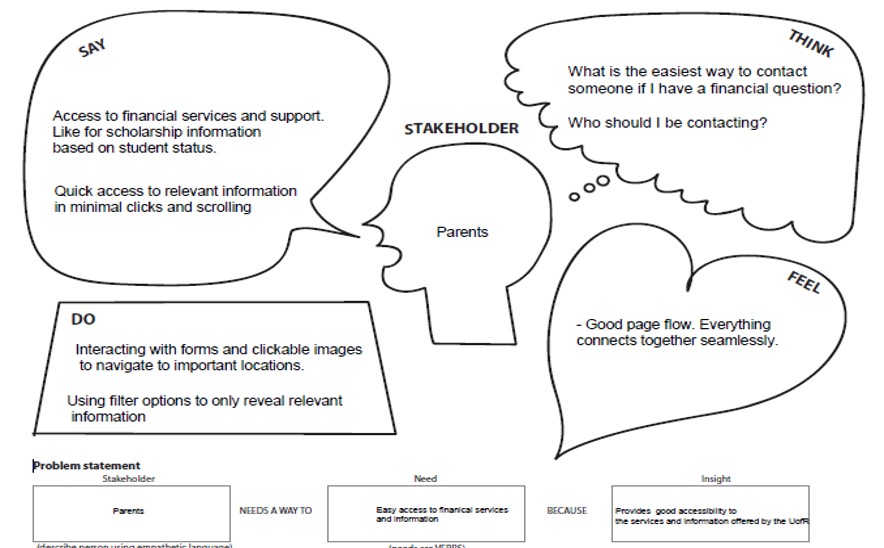 SAY
Access to financial services and support.
Like for scholarship information
based on student status.
Quick access to relevant information
in minimal clicks and scrolling
THINK
What is the easiest way to contact
someone if I have a financial question?
Who should I be contacting?
STAKEHOLDER
Parents
DO
Interacting with forms and clickable images
to navigate to important locations.
Using filter options to only reveal relevant
information
FEEL
- Good page flow. Everything
connects together seamlessly.
Problem statement
Stakeholder
Need
Insight
Parents
NEEDS A WAY TO
Easy access to finanical services
and information
BECAUSE
Provides good accessibility to
the services and information offered by the UofR
(describe person using empathetic language)
(needs are VERBS)